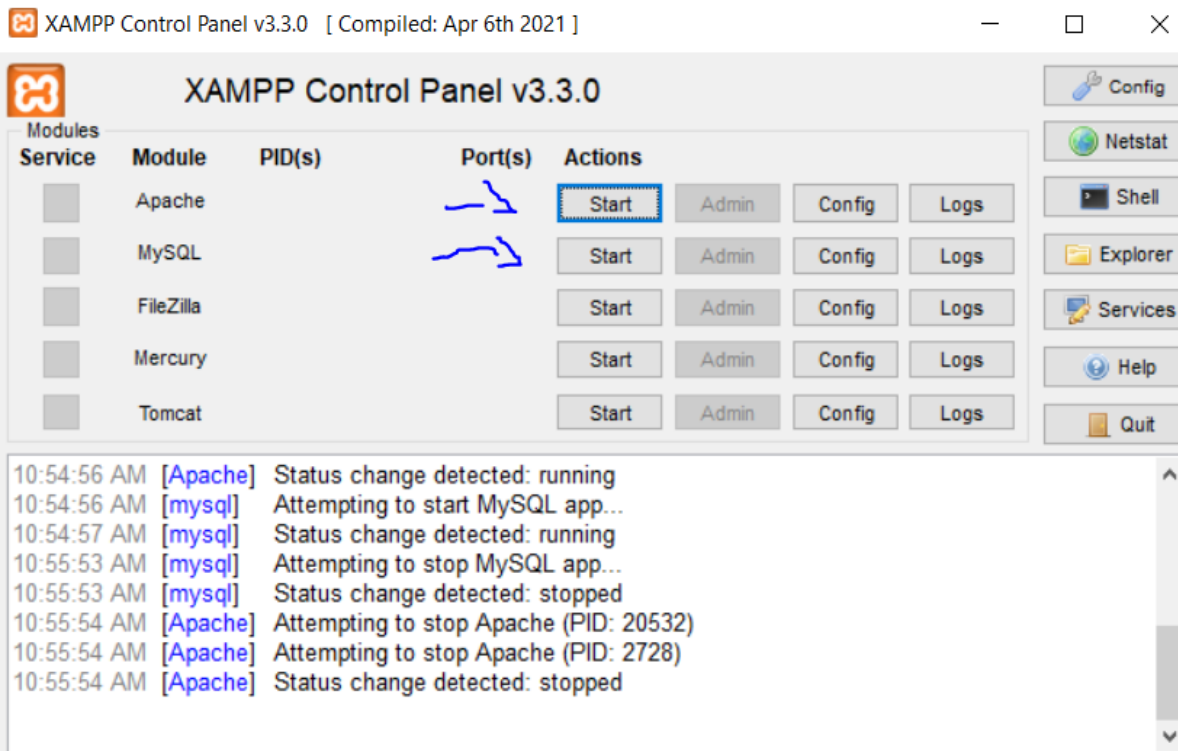 XAMPP Control Panel v3.3.0 [ Compiled: Apr 6th 2021 ]
XAMPP Control Panel v3.3.0
Config
Modules
Service Module PID(s) Port(s) Actions
Netstat
Apache Start Admin Config Logs
Shell
MySQL Start Admin Config Logs
Explorer
FileZilla Start Admin Config Logs
Services
Mercury Start Admin Config Logs
Help
Tomcat Start Admin Config Logs
Quit
10:54:56 AM [Apache] Status change detected: running
10:54:56 AM [mysql] Attempting to start MySQL app...
10:54:57 AM [mysql] Status change detected: running
10:55:53 AM [mysql] Attempting to stop MySQL app...
10:55:53 AM [mysql] Status change detected: stopped
10:55:54 AM [Apache] Attempting to stop Apache (PID: 20532)
10:55:54 AM [Apache] Attempting to stop Apache (PID: 2728)
10:55:54 AM [Apache] Status change detected: stopped